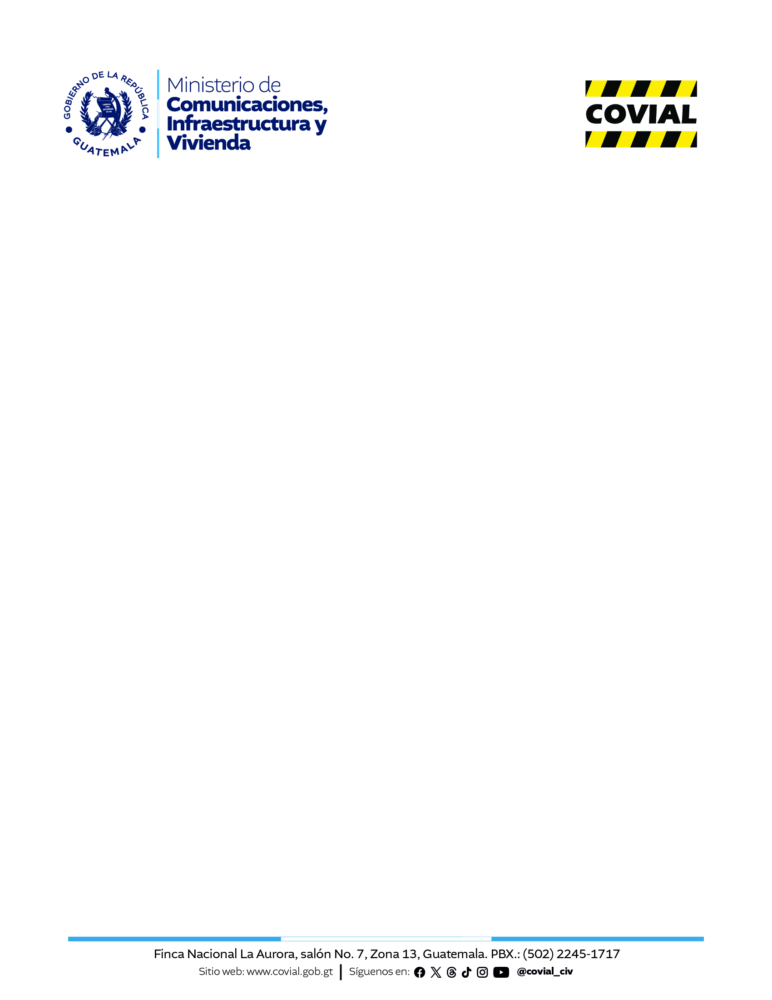 GOBIERNO DE LA REPÚBLICA
GUATEMALA
Ministerio de
Comunicaciones,
Infraestructura y
Vivienda
COVIAL
Finca Nacional La Aurora, salón No. 7, Zona 13, Guatemala. PBX.: (502) 2245-1717
Sitio web: www.covial.gob.gt | Síguenos en: @covial_civ